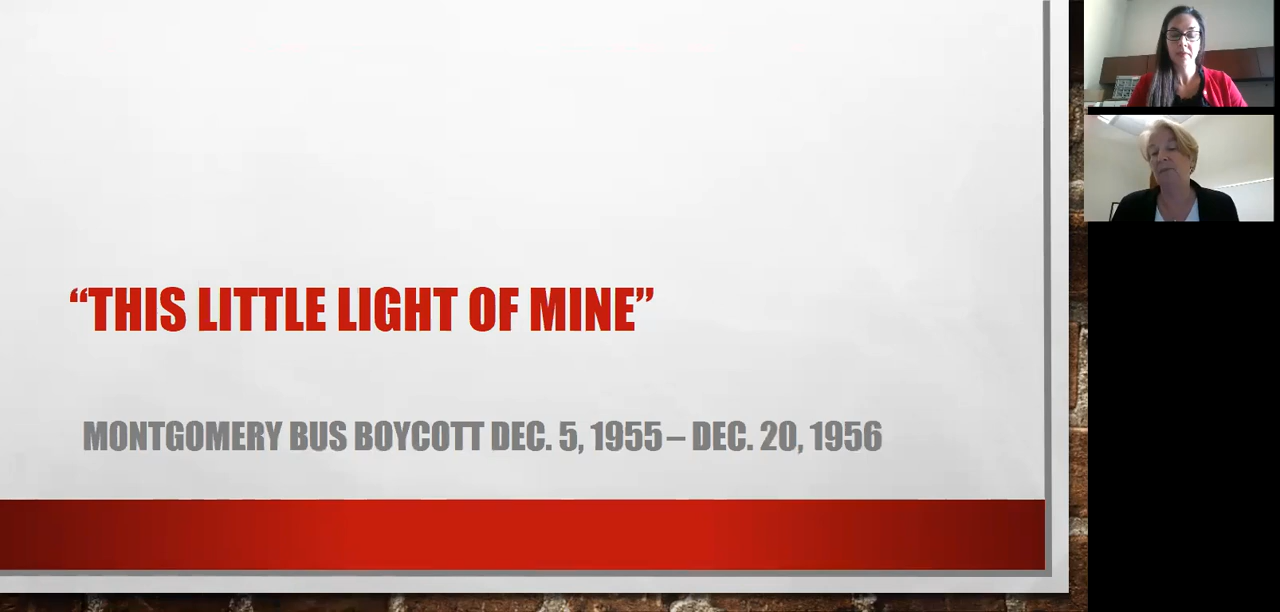 “THIS LITTLE LIGHT OF MINE”
MONTGOMERY BUS BOYCOTT DEC. 5, 1955 – DEC. 20, 1956